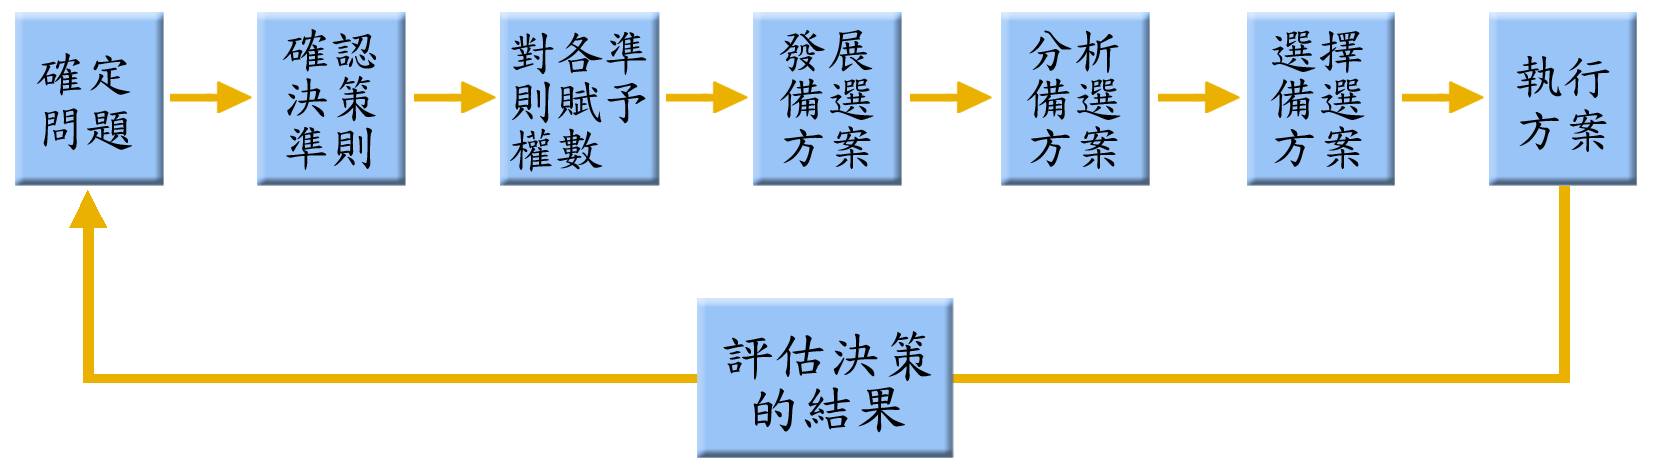 確定
問題
確認
決策
準則
對各準
則賦予
權數
發展
備選
方案
分析
備選
方案
選擇
備選
方案
執行
方案
評估決策
的結果